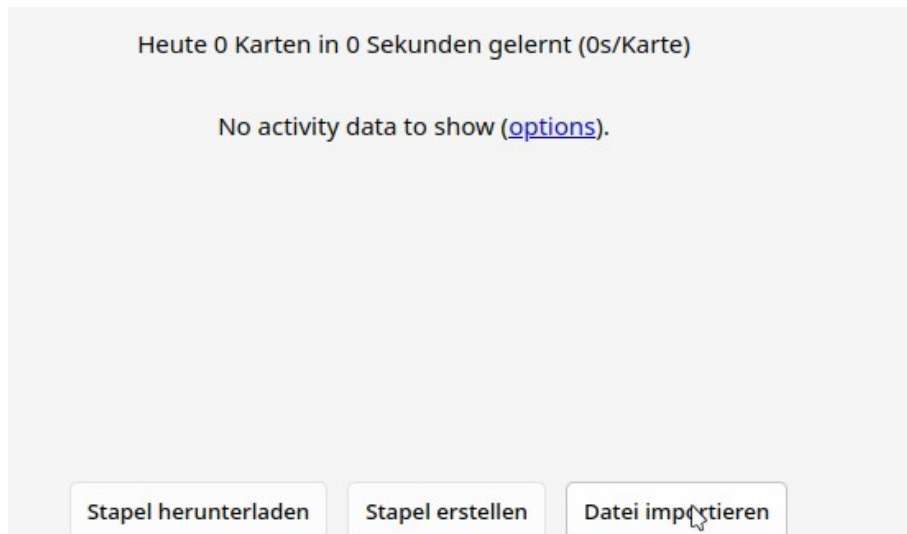 Heute 0 Karten in 0 Sekunden gelernt (0s/Karte)
No activity data to show (options).
Stapel herunterladen Stapel erstellen Datei importieren